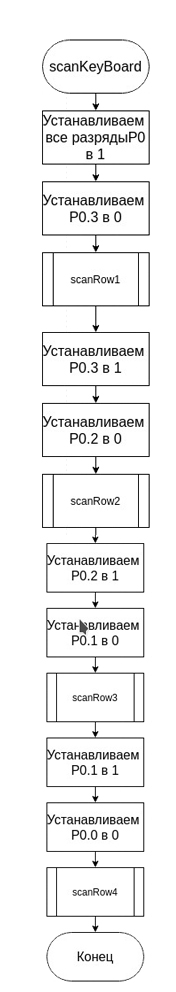 scanKeyBoard
Устанавливаем
все разрядыP0
в 1
Устанавливаем
P0.3 в 0
scanRow1
Устанавливаем
P0.3 в 1
Устанавливаем
P0.2 в 0
scanRow2
Устанавливаем
P0.2 в 1
Устанавливаем
P0.1 в 0
scanRow3
Устанавливаем
P0.1 в 1
Устанавливаем
P0.0 в 0
scanRow4
Конец